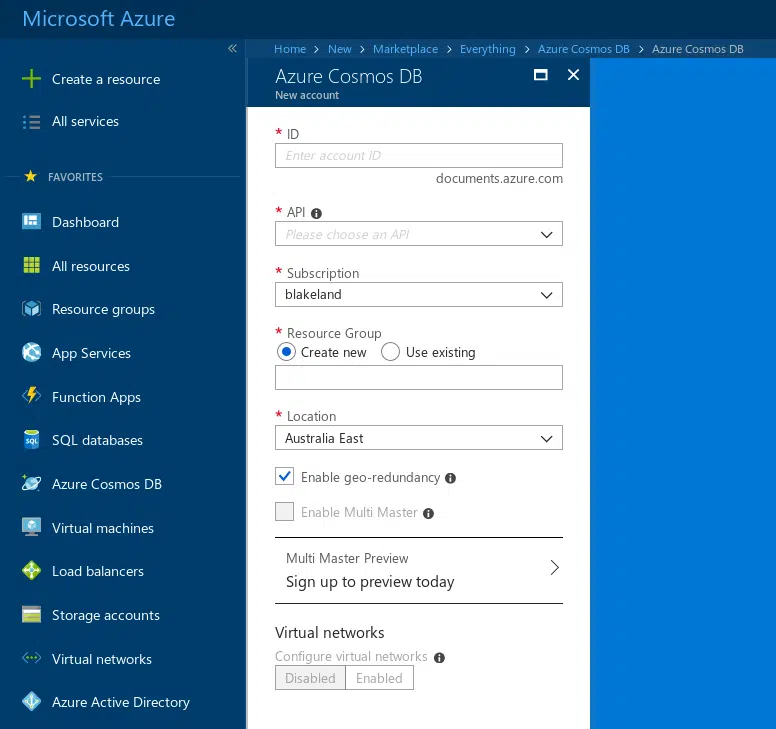 Microsoft Azure
«
Home > New > Marketplace > Everything > Azure Cosmos DB > Azure Cosmos DB
Create a resource
All services
FAVORITES
Dashboard
All resources
Resource groups
App Services
Function Apps
SQL
SQL databases
Azure Cosmos DB
Virtual machines
Load balancers
Storage accounts
Virtual networks
Azure Active Directory
Azure Cosmos DB
New account
* ID
Enter account ID
documents.azure.com
* API
Please choose an API
* Subscription
blakeland
* Resource Group
Create new Use existing
* Location
Australia East
Enable geo-redundancy
Enable Multi Master
Multi Master Preview
Sign up to preview today
Virtual networks
Configure virtual networks
Disabled Enabled